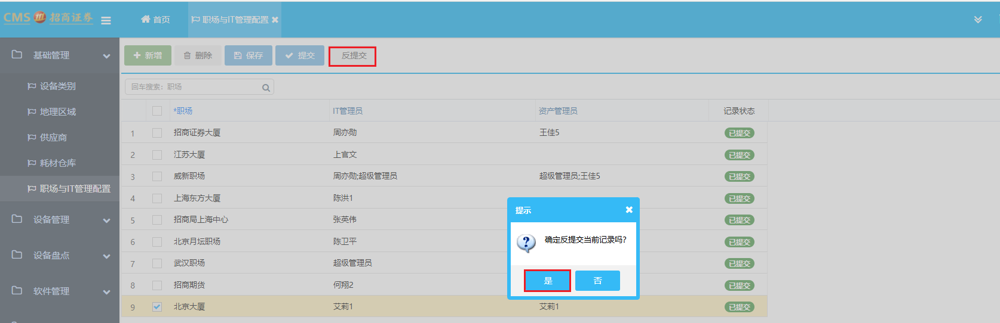 CMS 招商证券 首页 职场与IT管理配置
基础管理
设备类别
地理区域
供应商
耗材仓库
职场与IT管理配置
设备管理
设备盘点
软件管理
新增 删除 保存 提交 反提交
回车搜索：职场
*职场 IT管理员 资产管理员 记录状态
1 招商证券大厦 周亦勋 王佳5 已提交
2 江苏大厦 上官文 已提交
3 威新职场 周亦勋;超级管理员 超级管理员;王佳5 已提交
4 上海东方大厦 陈洪1 已提交
5 招商局上海中心 张英伟 已提交
6 北京月坛职场 陈卫平 已提交
7 武汉职场 超级管理员 已提交
8 招商期货 何翔2 已提交
9 北京大厦 艾莉1 艾莉1 已提交
提示
确定反提交当前记录吗?
是 否